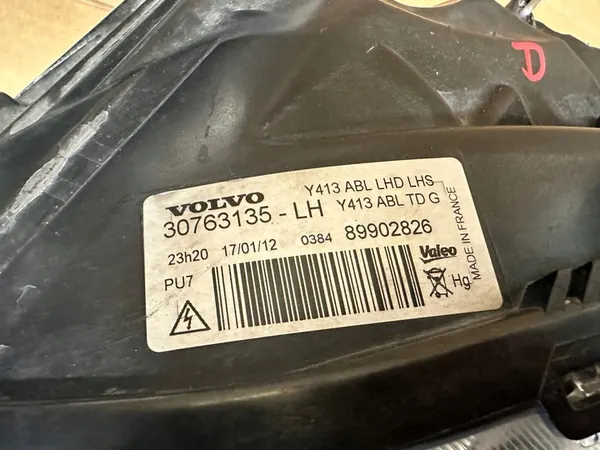 D
VOLVO
Y413 ABL LHD LHS
30763135 - LH
Y413 ABL TD G
MADE IN FRANCE
23h20 17/01/12 0384 89902826
Valeo
PU7
Hg